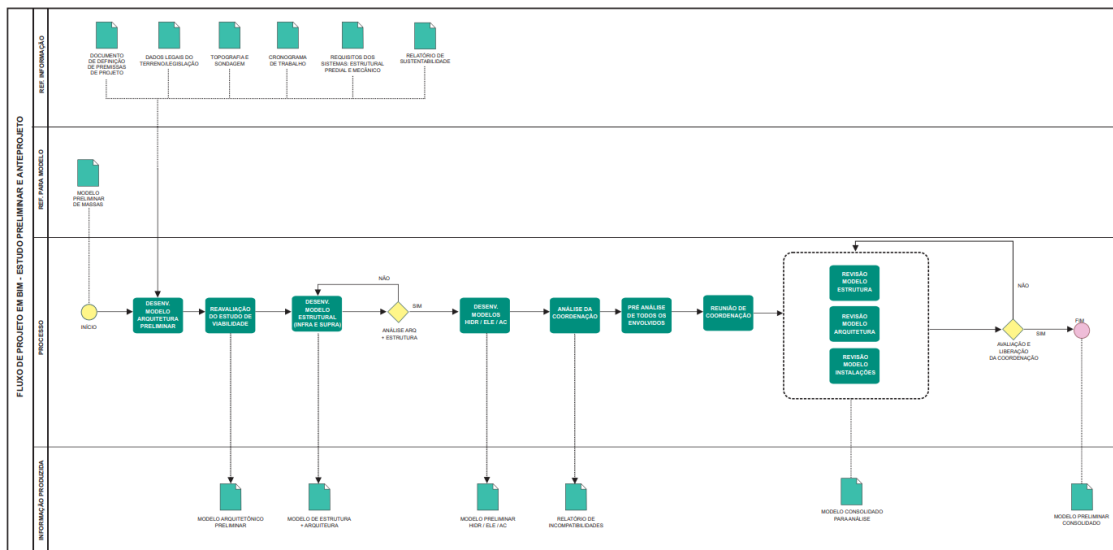 FLUXO DE PROJETO EM BIM - ESTUDO PRELIMINAR E ANTEPROJETO
REF. INFORMAÇÃO
DOCUMENTO
DE DEFINIÇÃO
DE PREMISSAS
DE PROJETO
DADOS LEGAIS DO
TERRENO/LEGISLAÇÃO
TOPOGRAFIA E
SONDAGEM
CRONOGRAMA
DE TRABALHO
REQUISITOS DOS
SISTEMAS: ESTRUTURAL
PREDIAL E MECÂNICO
RELATÓRIO DE
SUSTENTABILIDADE
REF. PARA MODELO
MODELO
PRELIMINAR
DE MASSAS
PROCESSO
INÍCIO
DESENV.
MODELO
ARQUITETURA
PRELIMINAR
REAVALIAÇÃO
DO ESTUDO DE
VIABILIDADE
DESENV.
MODELO
ESTRUTURAL
(INFRA E SUPRA)
NÃO
SIM
ANÁLISE ARQ
+ ESTRUTURA
DESENV.
MODELOS
HIDR / ELE / AC
ANÁLISE DA
COORDENAÇÃO
PRÉ ANÁLISE
DE TODOS OS
ENVOLVIDOS
REUNIÃO DE
COORDENAÇÃO
REVISÃO
MODELO
ESTRUTURA
REVISÃO
MODELO
ARQUITETURA
REVISÃO
MODELO
INSTALAÇÕES
NÃO
SIM
AVALIAÇÃO E
LIBERAÇÃO
DA COORDENAÇÃO
FIM
INFORMAÇÃO PRODUZIDA
MODELO ARQUITETÔNICO
PRELIMINAR
MODELO DE ESTRUTURA
+ ARQUITEURA
MODELO PRELIMINAR
HIDR / ELE / AC
RELATÓRIO DE
INCOMPATIBILIDADES
MODELO CONSOLIDADO
PARA ANÁLISE
MODELO PRELIMINAR
CONSOLIDADO